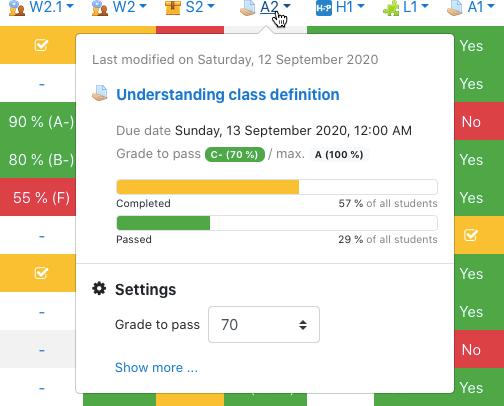 W2.1 W2 S2 A2 H-P H1 L1 A1
Yes
-
Yes
90 % (A-)
No
80 % (B-)
Yes
55 % (F)
Yes
-
Yes
-
Yes
-
No
-
Yes
Last modified on Saturday, 12 September 2020
Understanding class definition
Due date Sunday, 13 September 2020, 12:00 AM
Grade to pass C- (70 %) / max. A (100 %)
Completed 57 % of all students
Passed 29 % of all students
Settings
Grade to pass 70
Show more ...